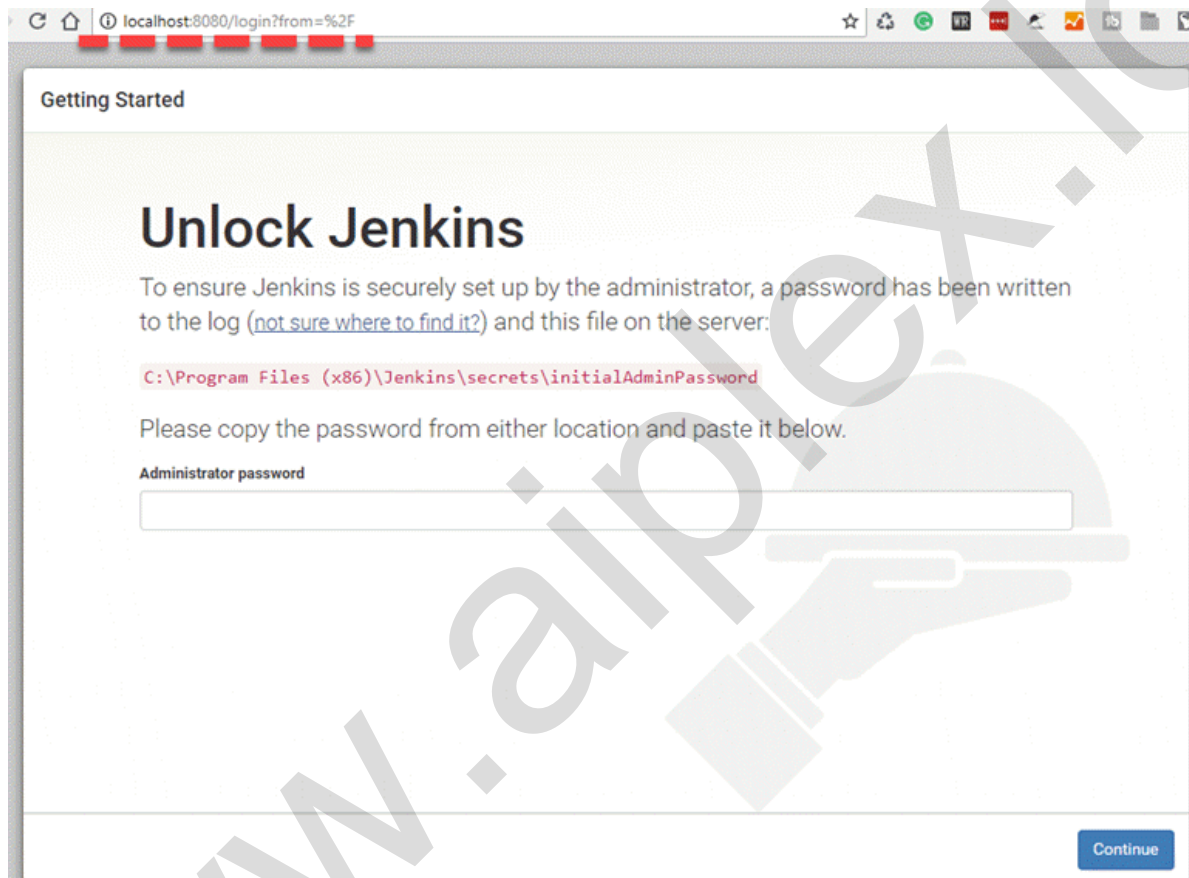 localhost:8080/login?from=%2F
Getting Started
Unlock Jenkins
To ensure Jenkins is securely set up by the administrator, a password has been written
to the log (not sure where to find it?) and this file on the server:
C:\Program Files (x86)\Jenkins\secrets\initialAdminPassword
Please copy the password from either location and paste it below.
Administrator password
Continue
www.aiplex.io